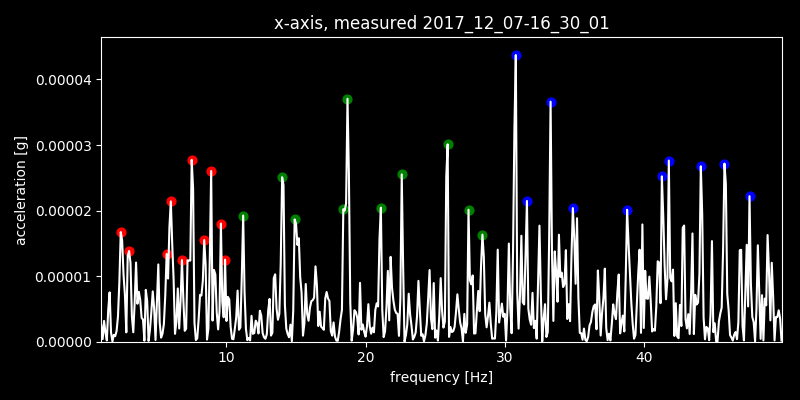 x-axis, measured 2017_12_07-16_30_01
0.00004
0.00003
0.00002
0.00001
0.00000
acceleration [g]
10 20 30 40
frequency [Hz]